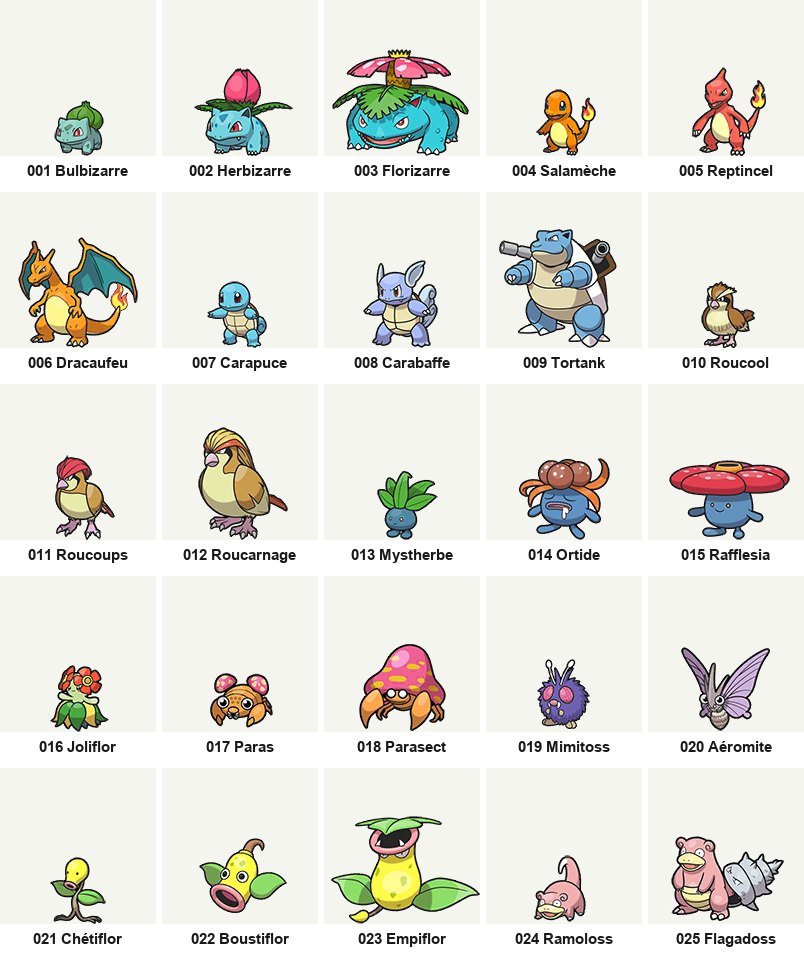 001 Bulbizarre
002 Herbizarre
003 Florizarre
004 Salamèche
005 Reptincel
006 Dracaufeu
007 Carapuce
008 Carabaffe
009 Tortank
010 Roucool
011 Roucoups
012 Roucarnage
013 Mystherbe
014 Ortide
015 Rafflesia
016 Joliflor
017 Paras
018 Parasect
019 Mimitoss
020 Aéromite
021 Chétiflor
022 Boustiflor
023 Empiflor
024 Ramoloss
025 Flagadoss